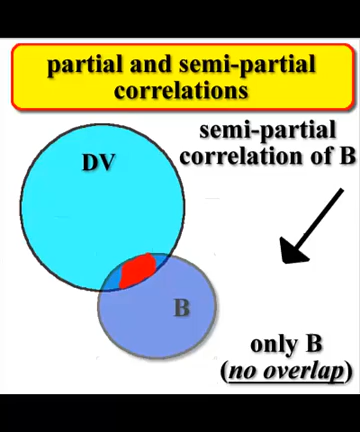 partial and semi-partial
correlations
semi-partial
correlation of B
DV
B
only B
(no overlap)